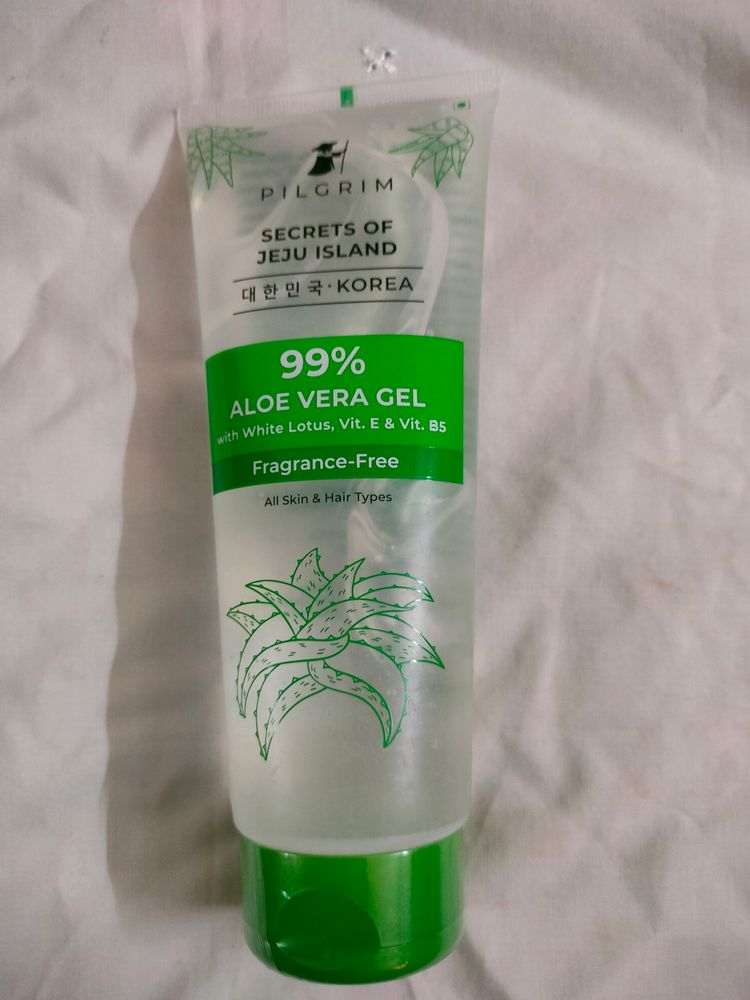 PILGRIM
SECRETS OF
JEJU ISLAND
대한민국·KOREA
99%
ALOE VERA GEL
with White Lotus, Vit. E & Vit. B5
Fragrance-Free
All Skin & Hair Types